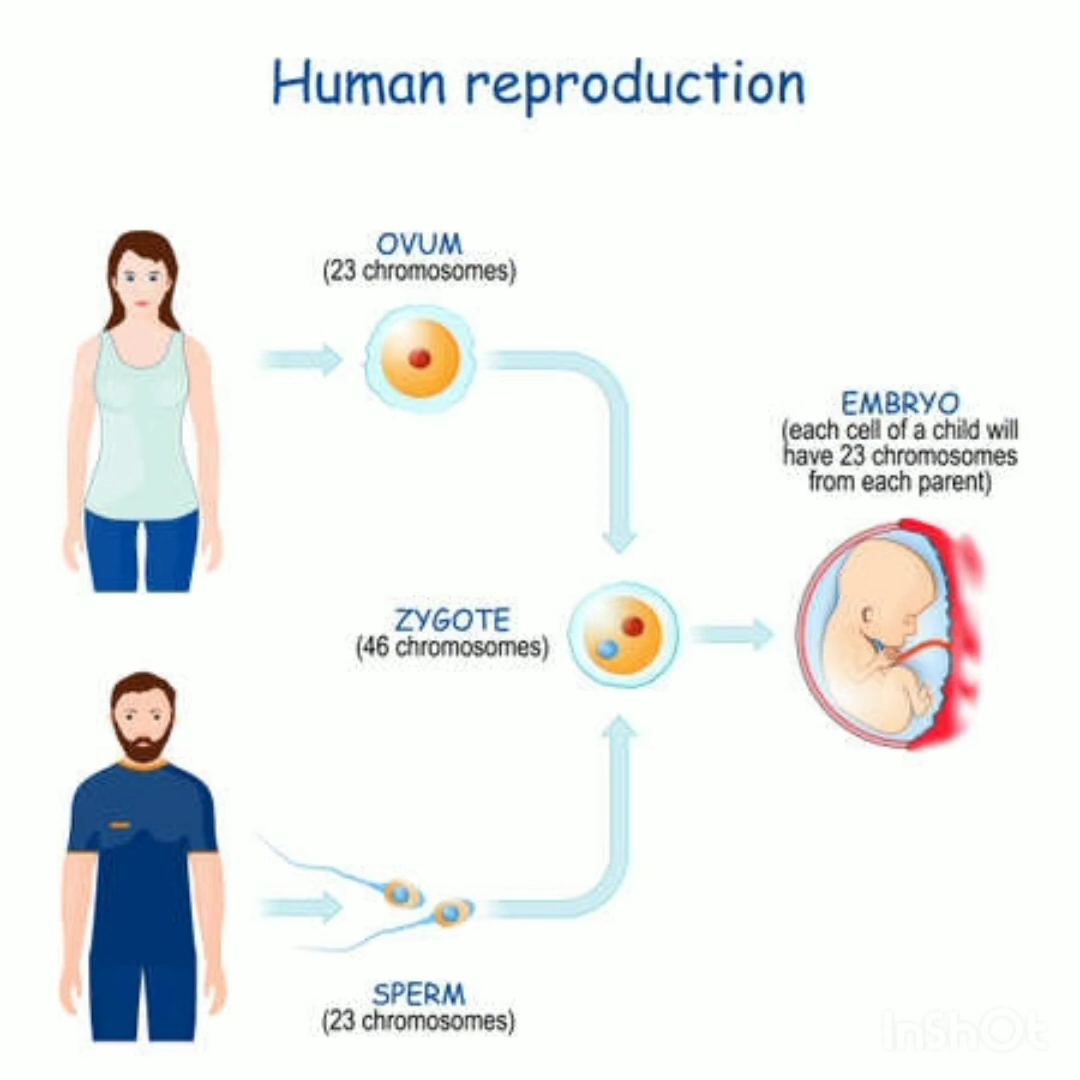 Human reproduction
OVUM
(23 chromosomes)
EMBRYO
(each cell of a child will
have 23 chromosomes
from each parent)
ZYGOTE
(46 chromosomes)
SPERM
(23 chromosomes)
InShOt